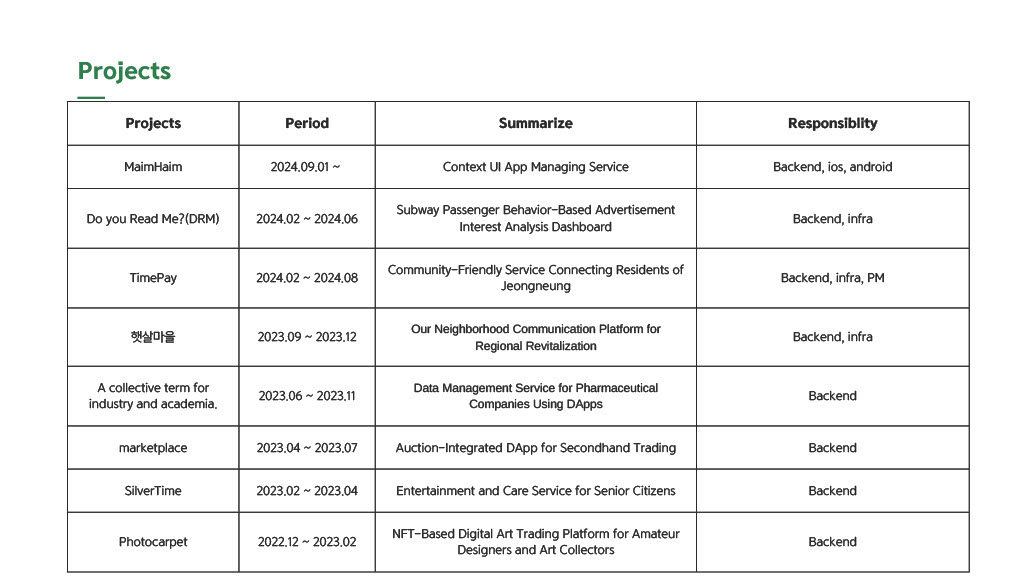 Projects
Projects Period Summarize Responsiblity
MaimHaim 2024.09.01 ~ Context UI App Managing Service Backend, ios, android
Do you Read Me?(DRM) 2024.02 ~ 2024.06 Subway Passenger Behavior-Based Advertisement
Interest Analysis Dashboard Backend, infra
TimePay 2024.02 ~ 2024.08 Community-Friendly Service Connecting Residents of
Jeongneung Backend, infra, PM
햇살마을 2023.09 ~ 2023.12 Our Neighborhood Communication Platform for
Regional Revitalization Backend, infra
A collective term for
industry and academia. 2023.06 ~ 2023.11 Data Management Service for Pharmaceutical
Companies Using DApps Backend
marketplace 2023.04 ~ 2023.07 Auction-Integrated DApp for Secondhand Trading Backend
SilverTime 2023.02 ~ 2023.04 Entertainment and Care Service for Senior Citizens Backend
Photocarpet 2022.12 ~ 2023.02 NFT-Based Digital Art Trading Platform for Amateur
Designers and Art Collectors Backend